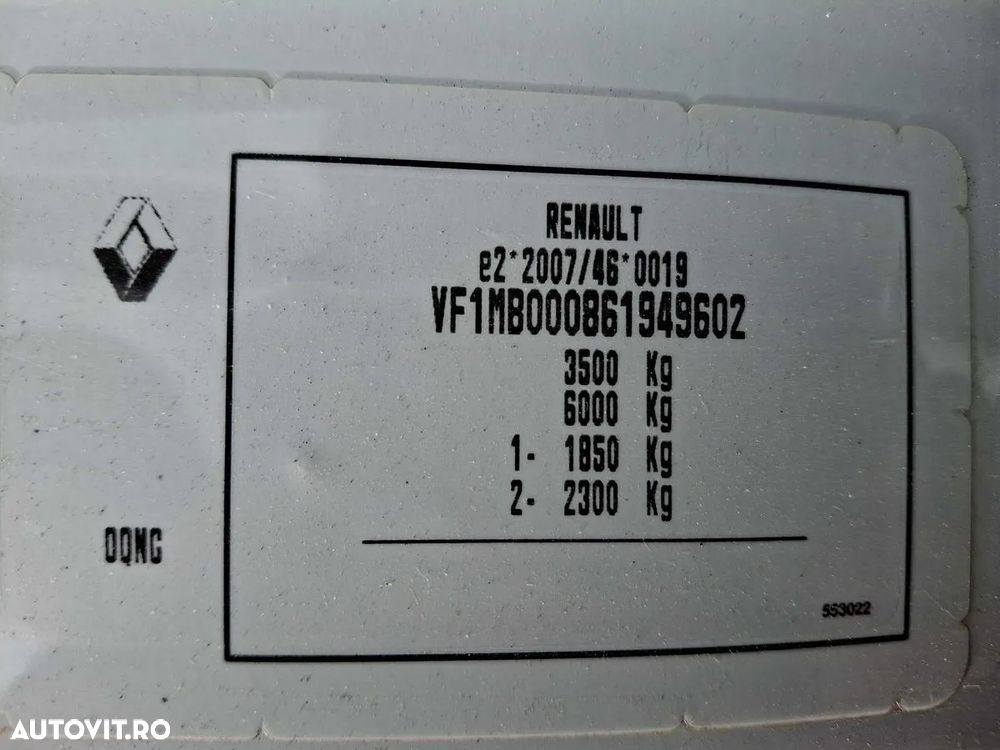 RENAULT
e2*2007/46*0019
VF1MB000861949602
3500 Kg
6000 Kg
1- 1850 Kg
2- 2300 Kg
0QNG
553022
AUTOVIT.RO